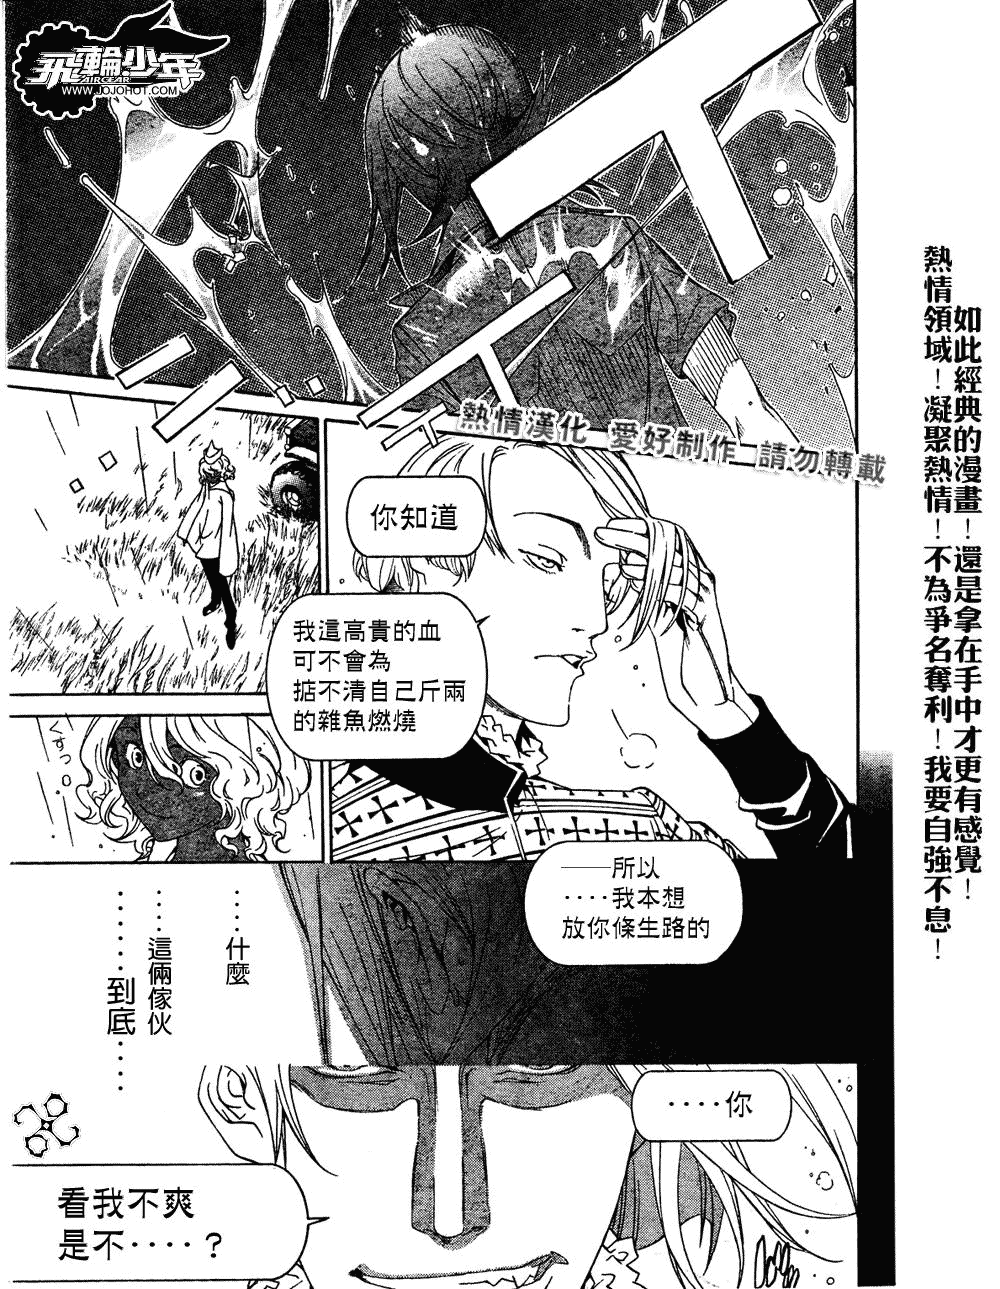 飛輪少年
AIRGEAR
WWW.JOJOHOT.COM
熱情漢化 愛好制作 請勿轉載
如此經典的漫畫！還是拿在手中才更有感覺！
熱情領域！凝聚熱情！不為爭名奪利！我要自強不息！
你知道
我這高貴的血
可不會為
掂不清自己斤兩
的雜魚燃燒
くすっ
——所以
‥‥我本想
放你條生路的
‥‥什麼
‥‥這倆傢伙
‥‥‥到底‥‥
‥‥你
看我不爽
是不‥‥？